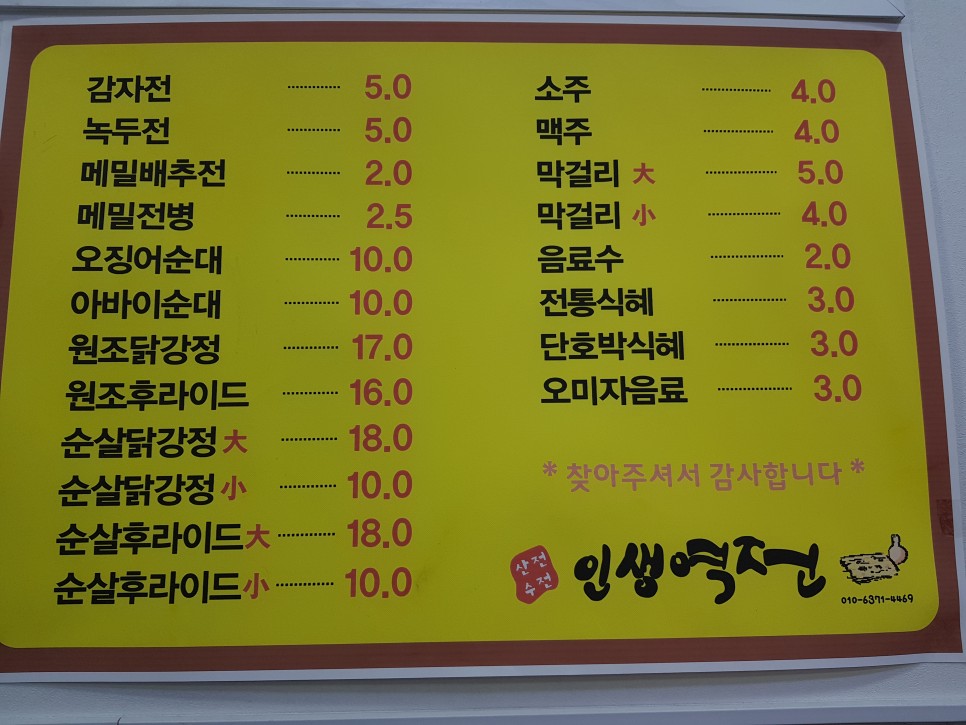 감자전 ············ 5.0
녹두전 ············ 5.0
메밀배추전 ············ 2.0
메밀전병 ············ 2.5
오징어순대 ············ 10.0
아바이순대 ············ 10.0
원조닭강정 ············ 17.0
원조후라이드 ············ 16.0
순살닭강정 大 ············ 18.0
순살닭강정 小 ············ 10.0
순살후라이드大 ············ 18.0
순살후라이드小 ············ 10.0
소주 ············ 4.0
맥주 ············ 4.0
막걸리 大 ············ 5.0
막걸리 小 ············ 4.0
음료수 ············ 2.0
전통식혜 ············ 3.0
단호박식혜 ············ 3.0
오미자음료 ············ 3.0
* 찾아주셔서 감사합니다 *
산전
수전
인생역전
010-6371-4469